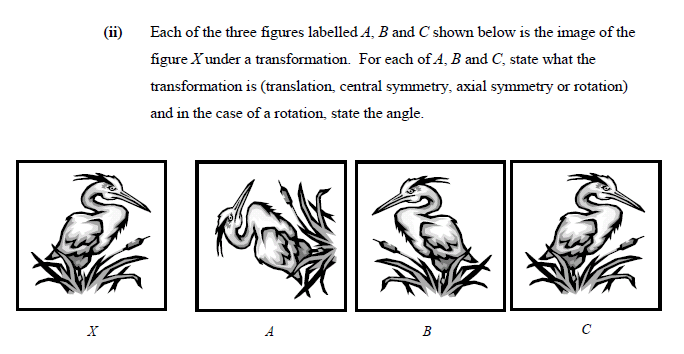 (ii) Each of the three figures labelled A, B and C shown below is the image of the
figure X under a transformation. For each of A, B and C, state what the
transformation is (translation, central symmetry, axial symmetry or rotation)
and in the case of a rotation, state the angle.
X A B C